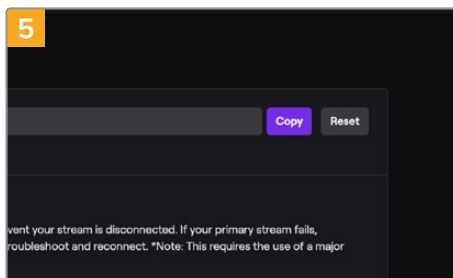 5
Copy Reset
vent your stream is disconnected. If your primary stream fails,
roubleshoot and reconnect. *Note: This requires the use of a major